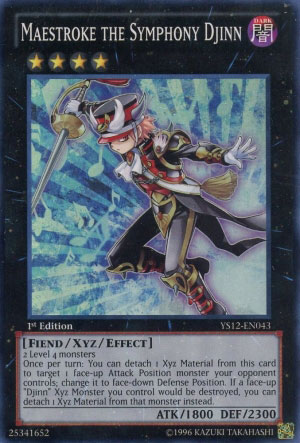 MAESTROKE THE SYMPHONY DJINN
DARK
闇
1st Edition
YS12-EN043
[FIEND/XYZ/EFFECT]
2 Level 4 monsters
Once per turn: You can detach 1 Xyz Material from this card
to target 1 face-up Attack Position monster your opponent
controls; change it to face-down Defense Position. If a face-up
"Djinn" Xyz Monster you control would be destroyed, you can
detach 1 Xyz Material from that monster instead.
ATK/1800 DEF/2300
25341652
©1996 KAZUKI TAKAHASHI